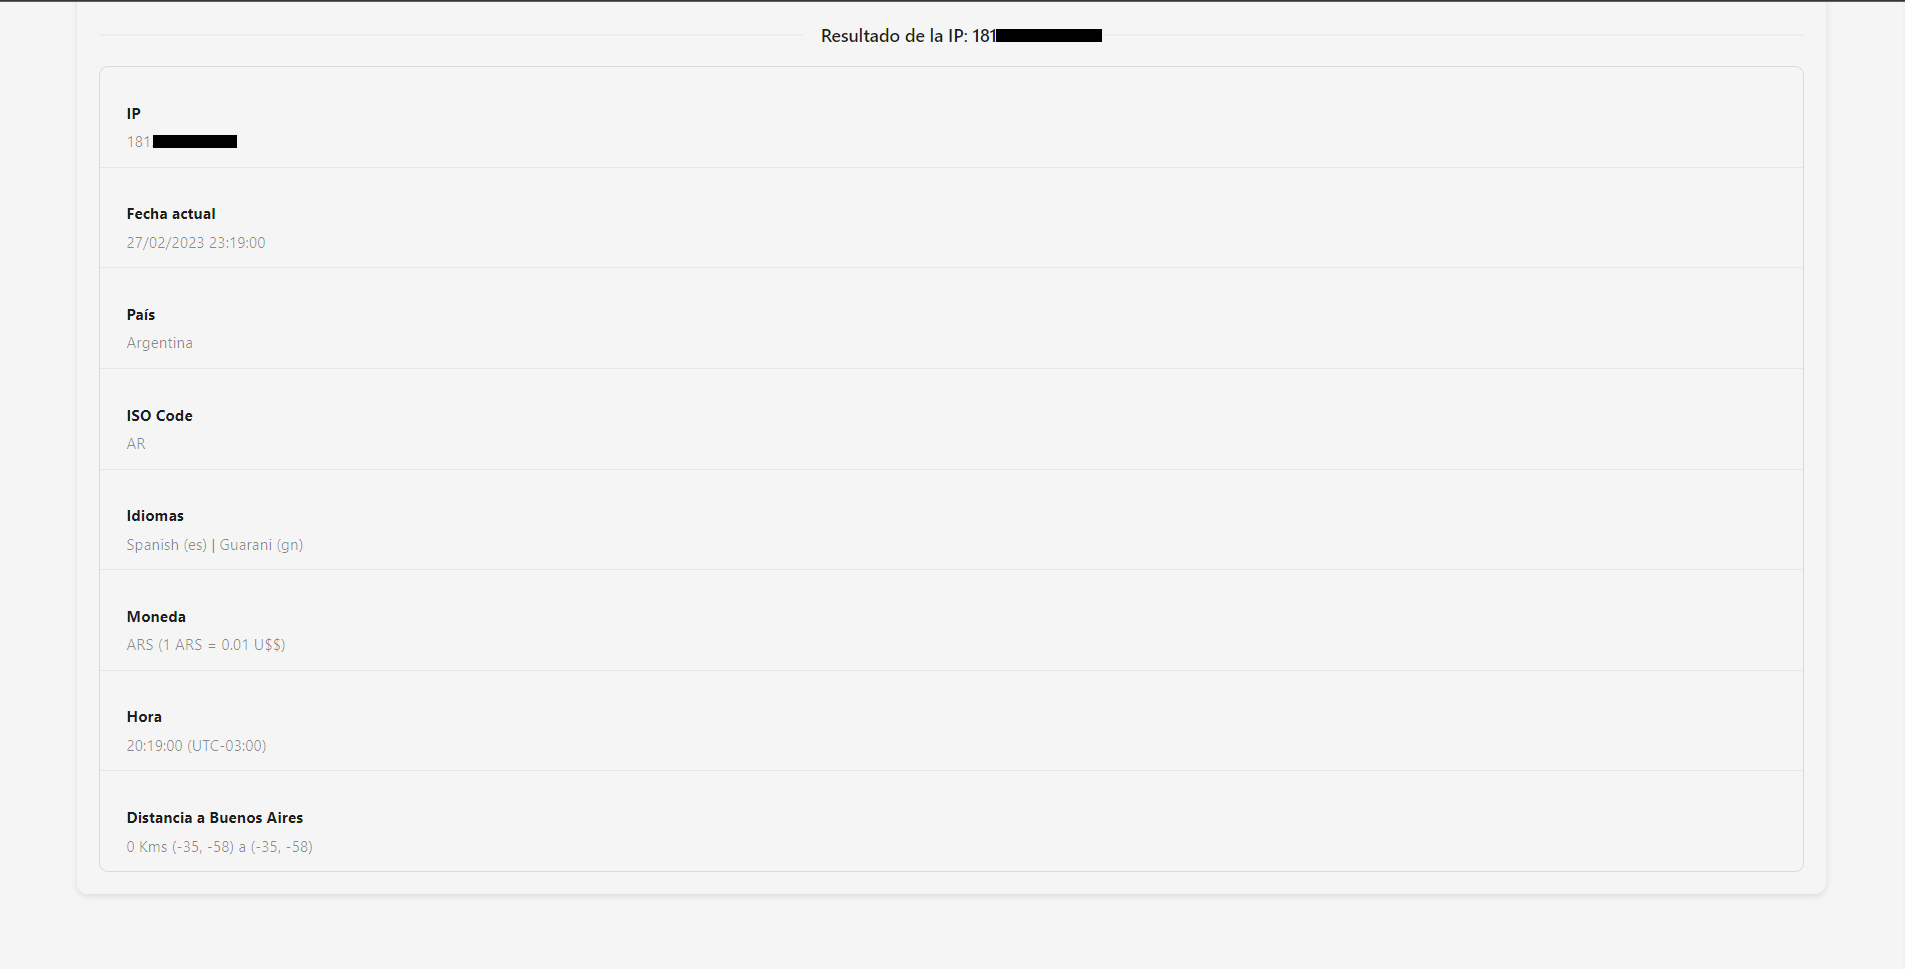 Resultado de la IP: 181
IP
181
Fecha actual
27/02/2023 23:19:00
País
Argentina
ISO Code
AR
Idiomas
Spanish (es) | Guarani (gn)
Moneda
ARS (1 ARS = 0.01 U$$)
Hora
20:19:00 (UTC-03:00)
Distancia a Buenos Aires
0 Kms (-35, -58) a (-35, -58)